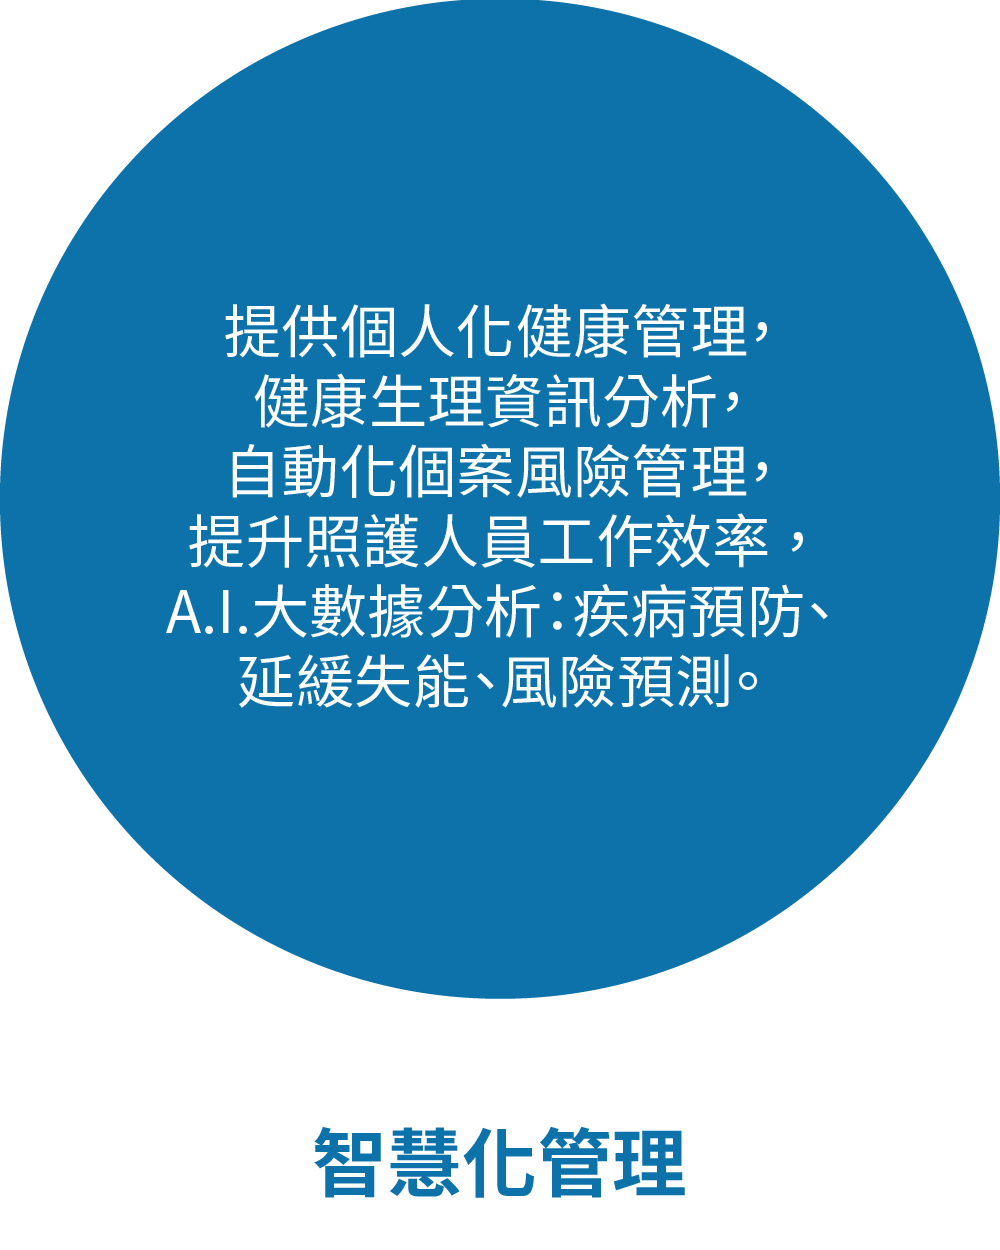 提供個人化健康管理，
健康生理資訊分析，
自動化個案風險管理，
提升照護人員工作效率，
A.I.大數據分析：疾病預防、
延緩失能、風險預測。
智慧化管理